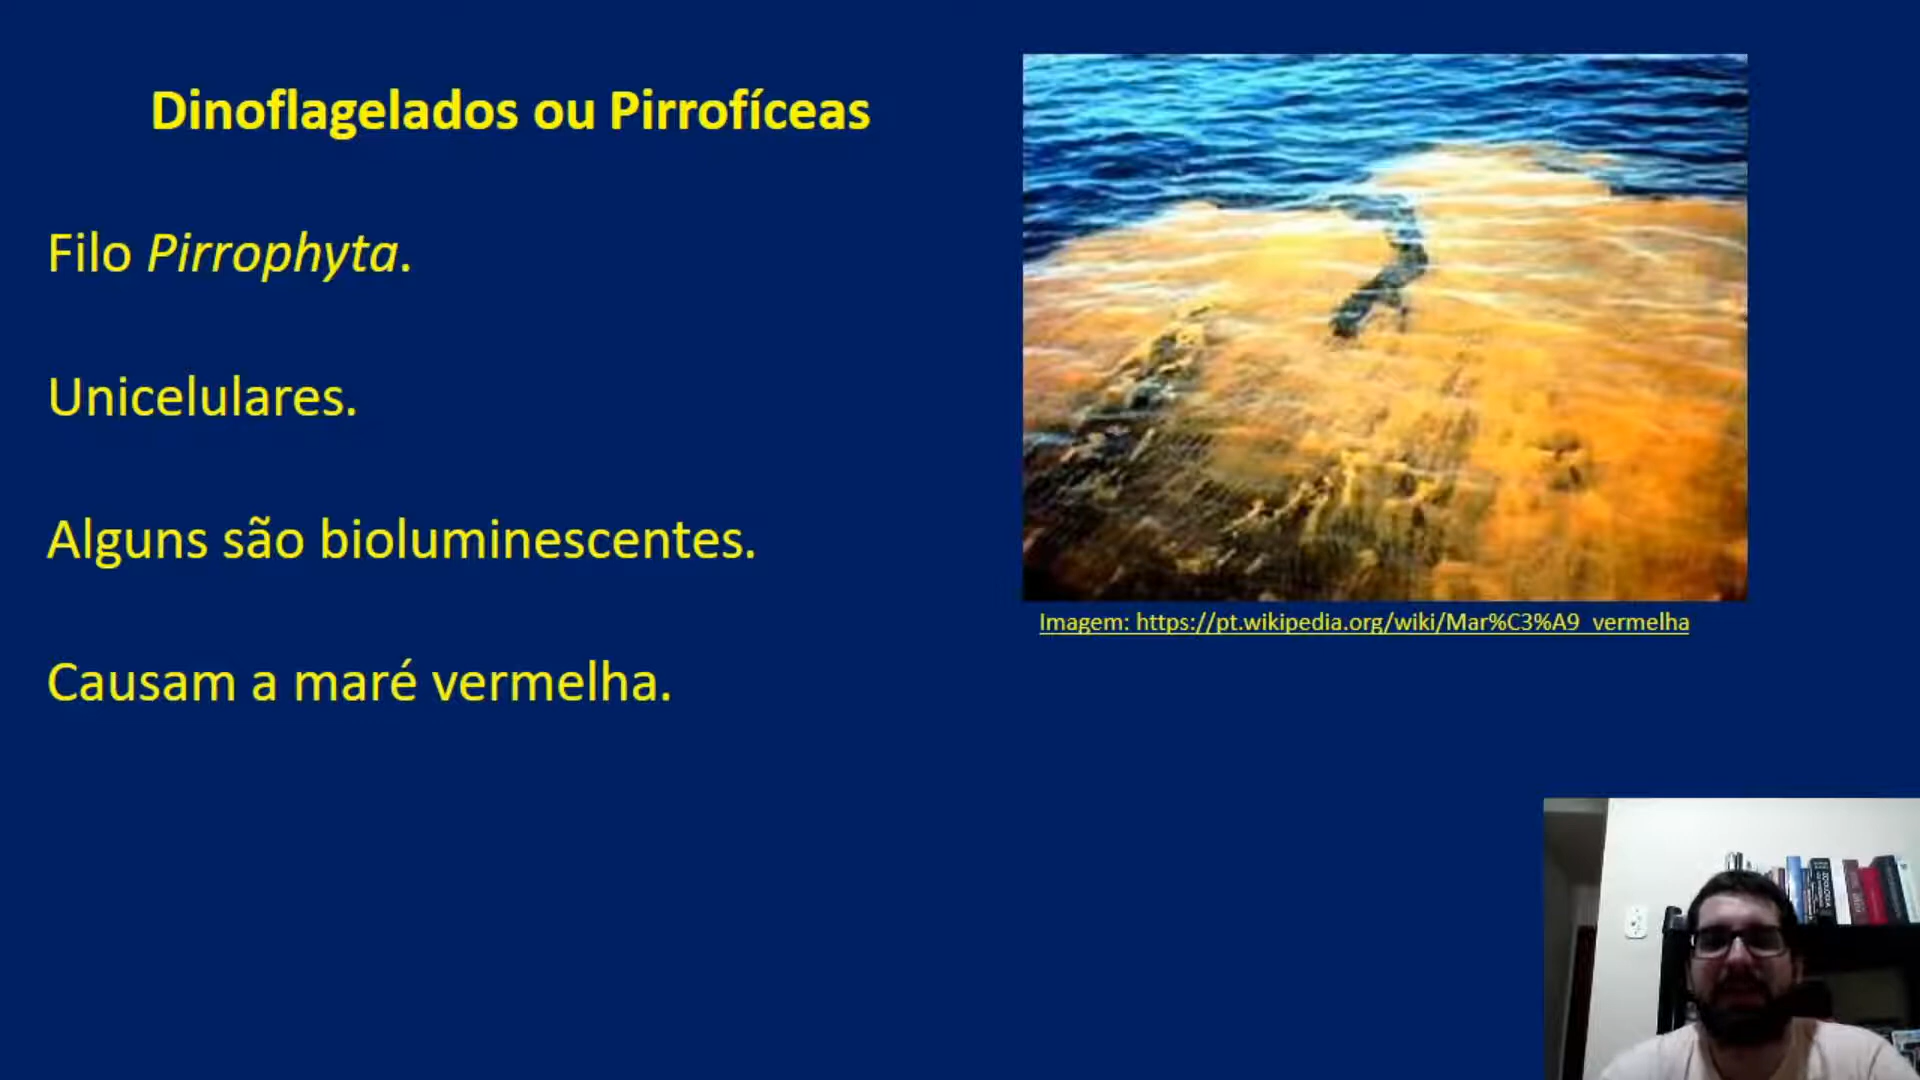 Dinoflagelados ou Pirrofíceas
Filo Pirrophyta.
Unicelulares.
Alguns são bioluminescentes.
Causam a maré vermelha.
Imagem: https://pt.wikipedia.org/wiki/Mar%C3%A9_vermelha
ZOOLOGIA